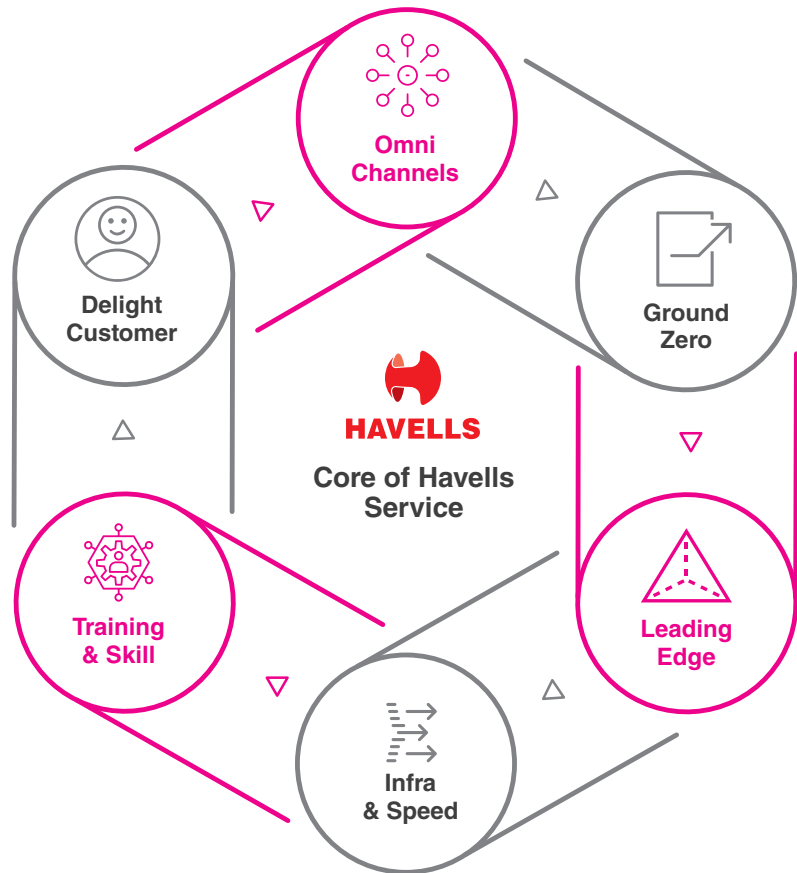 Omni
Channels
Delight
Customer
Ground
Zero
HAVELLS
Core of Havells
Service
Training
& Skill
Leading
Edge
Infra
& Speed